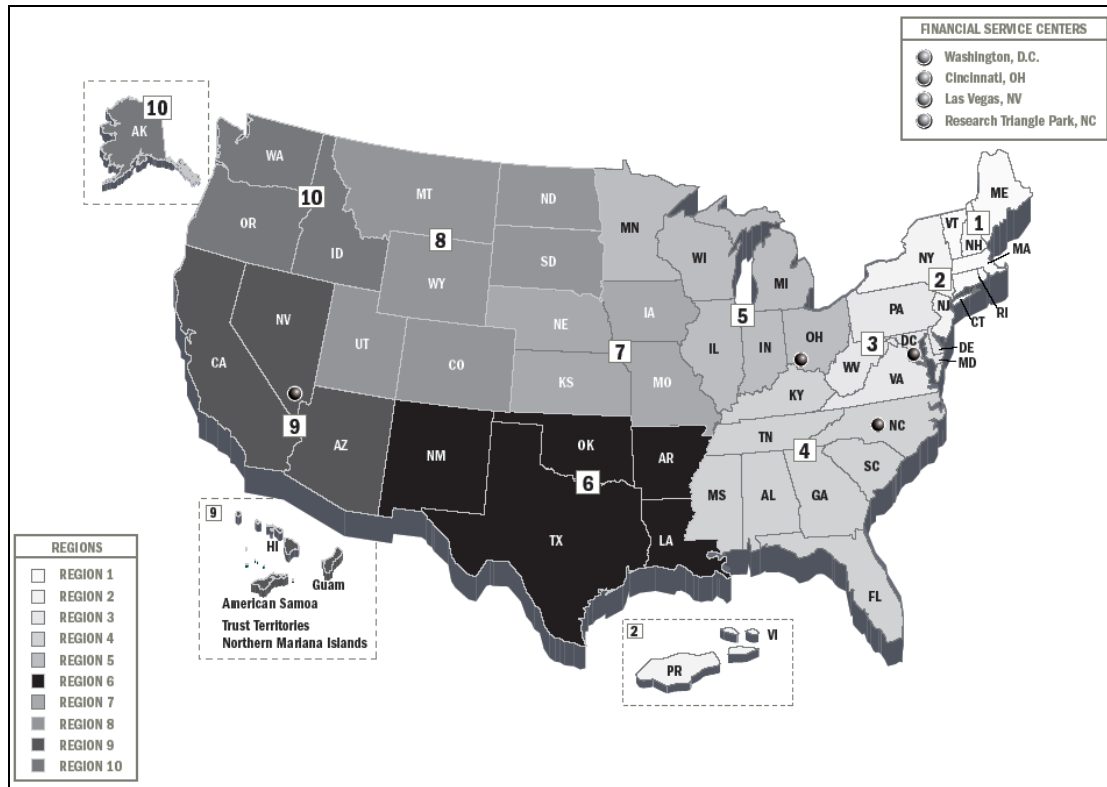 FINANCIAL SERVICE CENTERS
Washington, D.C.
Cincinnati, OH
Las Vegas, NV
Research Triangle Park, NC
10
AK
WA
10
OR
ID
MT
8
WY
ND
SD
NE
UT
CO
KS
MN
IA
7
MO
WI
MI
5
IL
IN
OH
ME
VT
1
NH
MA
NY
2
RI
CT
NJ
PA
3
DC
DE
MD
WV
VA
KY
NC
TN
4
SC
MS
AL
GA
FL
NV
CA
9
AZ
NM
OK
AR
6
TX
LA
9
HI
Guam
American Samoa
Trust Territories
Northern Mariana Islands
2
VI
PR
REGIONS
REGION 1
REGION 2
REGION 3
REGION 4
REGION 5
REGION 6
REGION 7
REGION 8
REGION 9
REGION 10